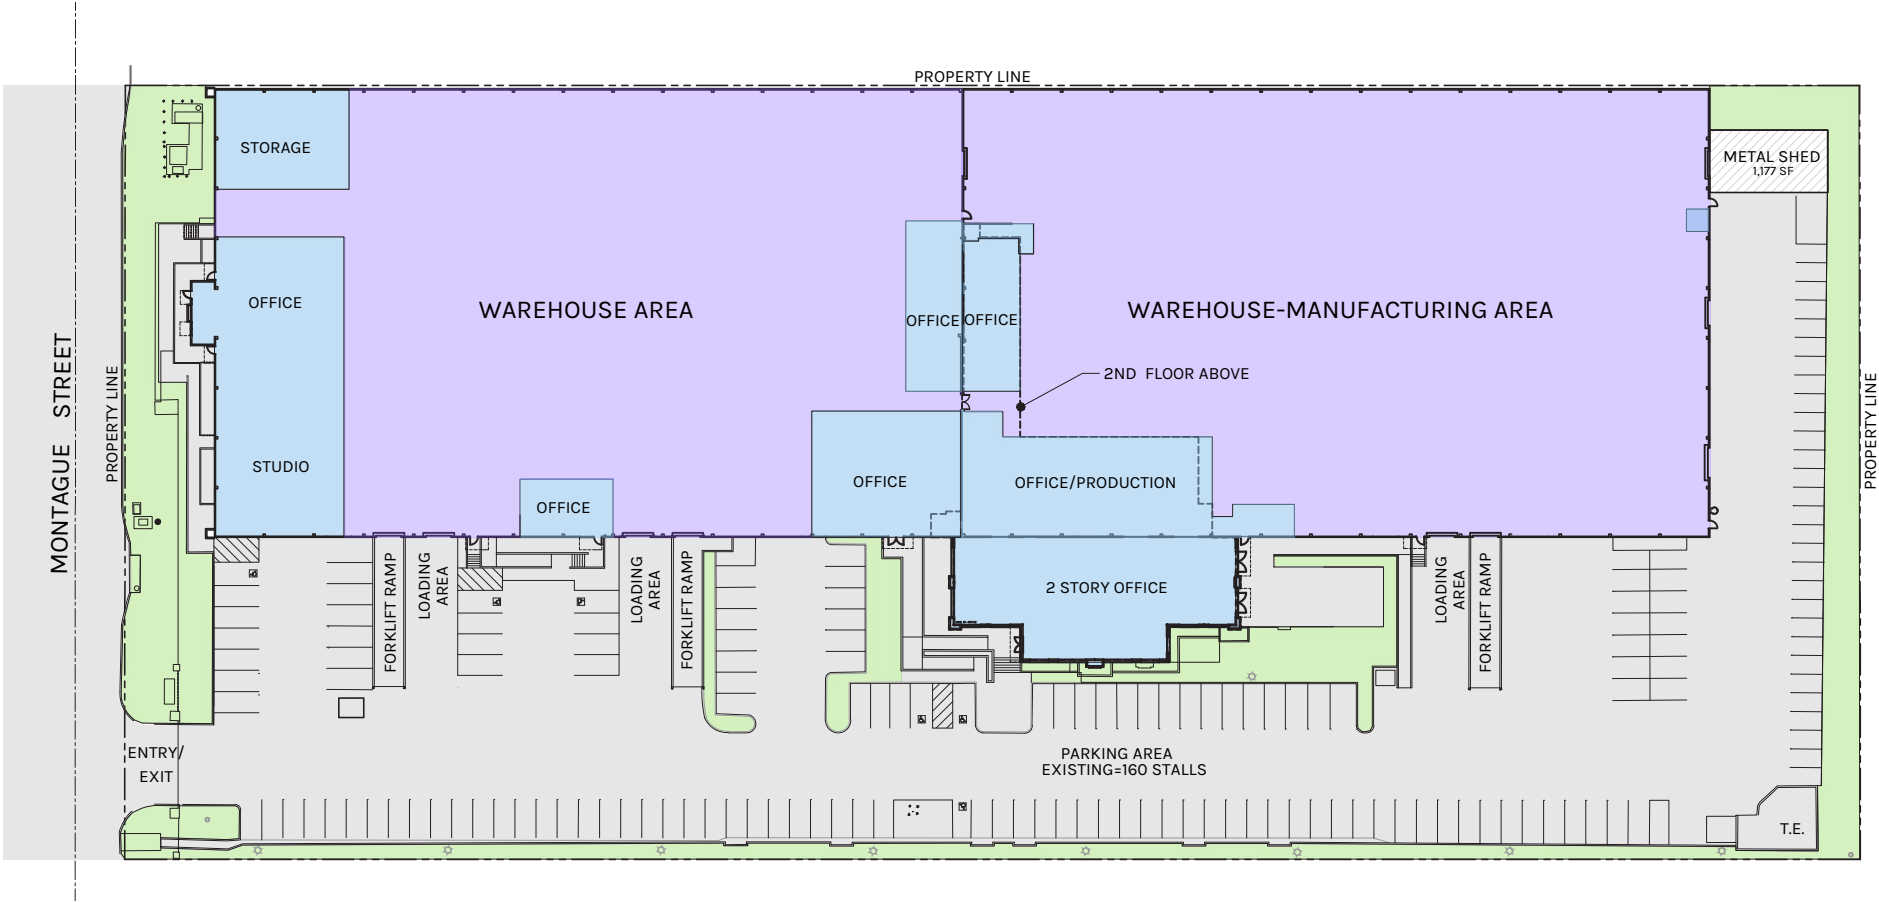 PROPERTY LINE
STORAGE
METAL SHED
1,177 SF
OFFICE
WAREHOUSE AREA
OFFICE
OFFICE
WAREHOUSE-MANUFACTURING AREA
2ND FLOOR ABOVE
MONTAGUE STREET
PROPERTY LINE
PROPERTY LINE
STUDIO
OFFICE
OFFICE
OFFICE/PRODUCTION
FORKLIFT RAMP
LOADING
AREA
LOADING
AREA
FORKLIFT RAMP
2 STORY OFFICE
LOADING
AREA
FORKLIFT RAMP
ENTRY/
EXIT
PARKING AREA
EXISTING=160 STALLS
T.E.